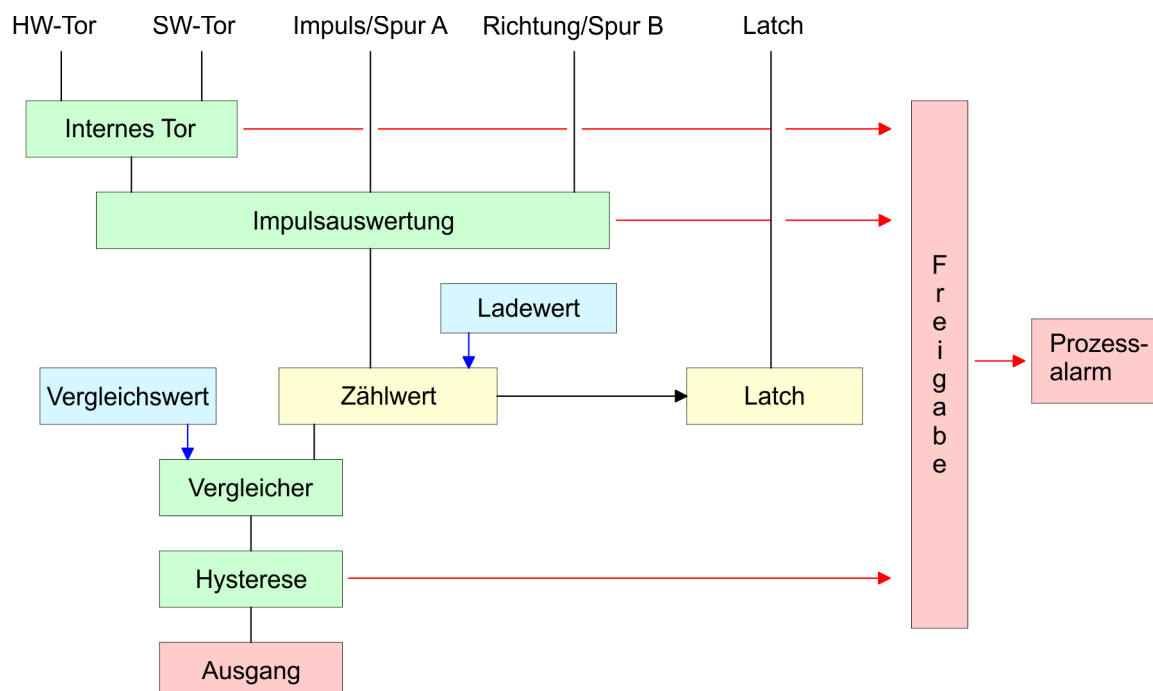 HW-Tor
SW-Tor
Impuls/Spur A
Richtung/Spur B
Latch
Internes Tor
Impulsauswertung
Ladewert
Vergleichswert
Zählwert
Latch
Vergleicher
Hysterese
Ausgang
Freigabe
Prozess-
alarm